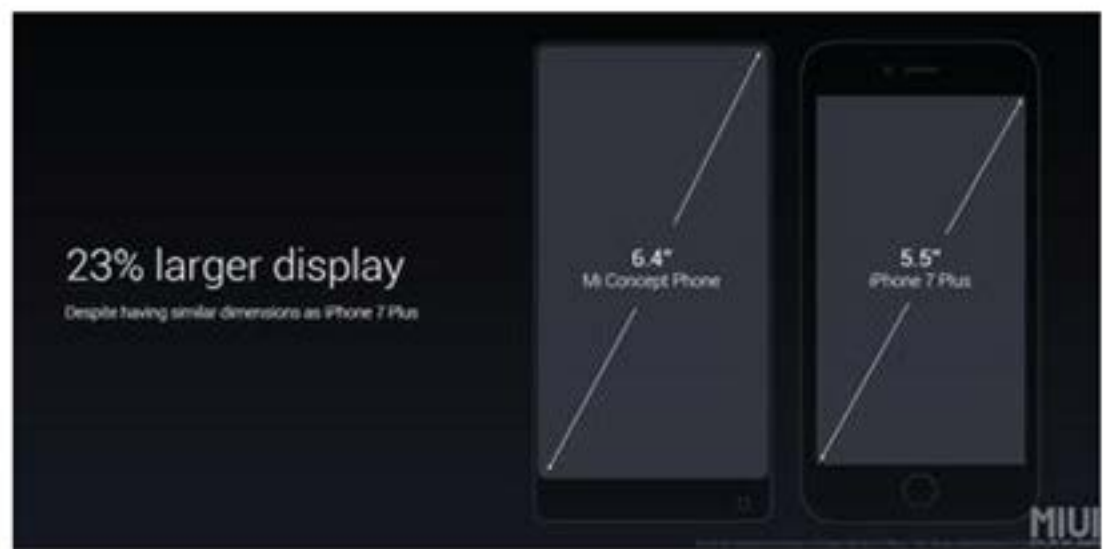 23% larger display
Despite having similar dimensions as iPhone 7 Plus
6.4"
Mi Concept Phone
5.5"
iPhone 7 Plus
MIUI